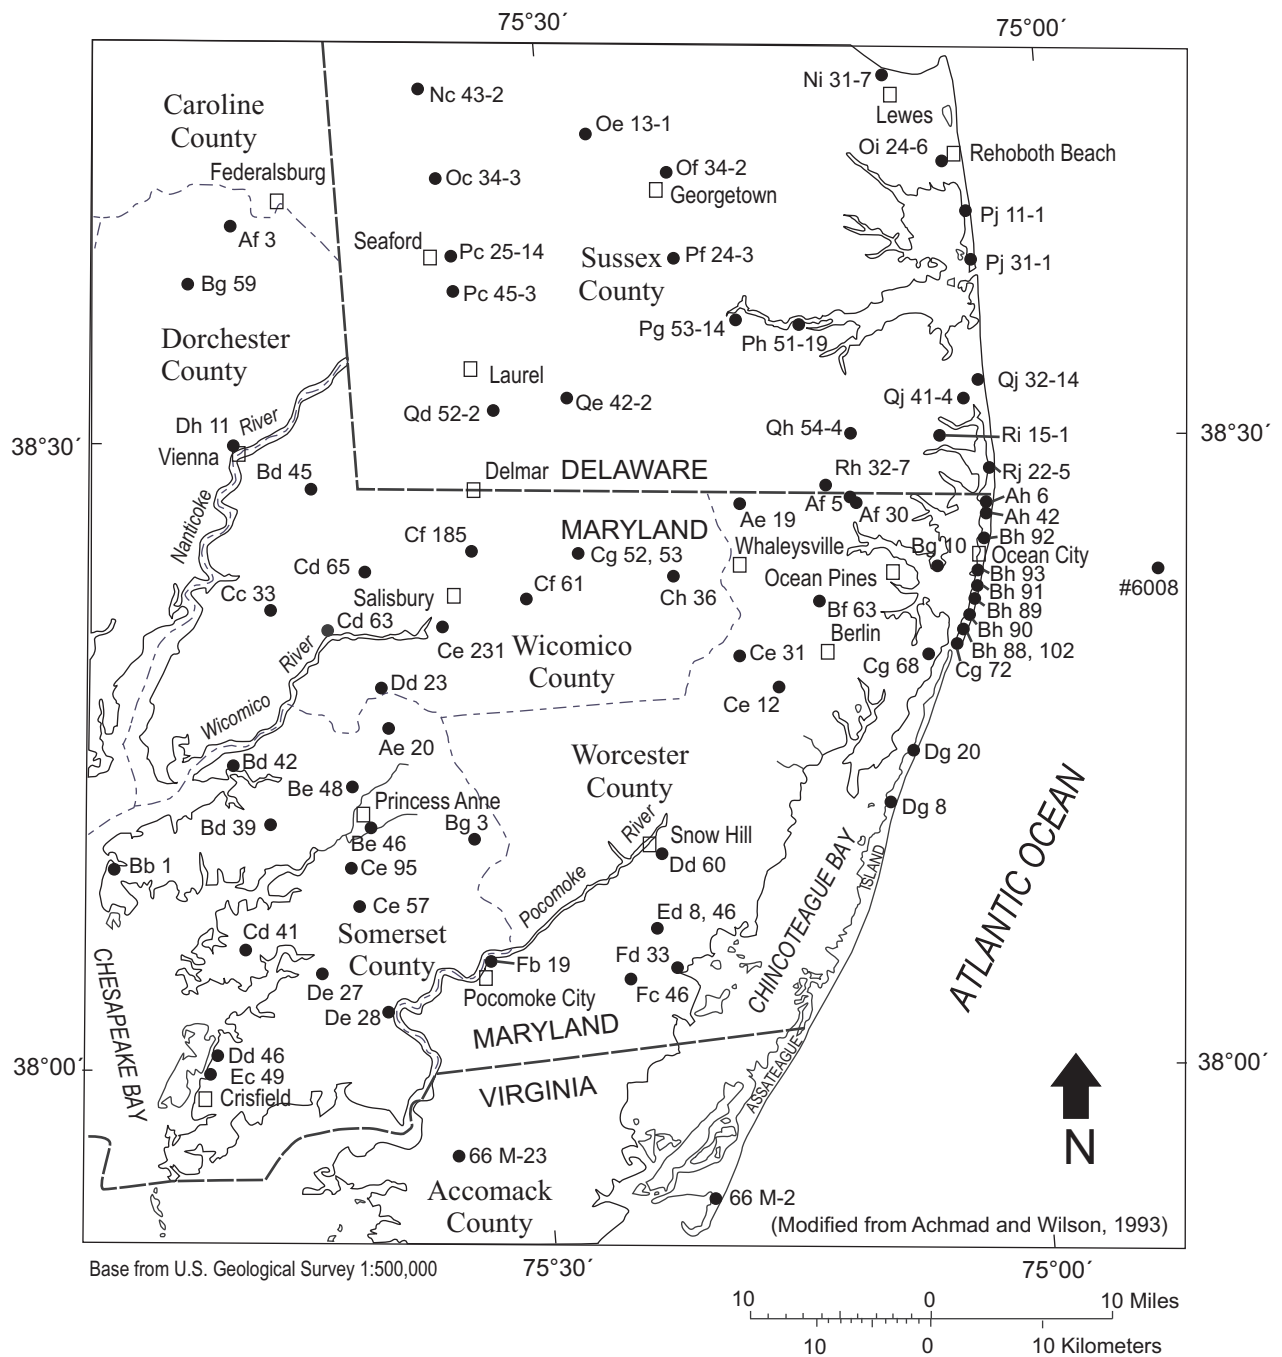 75°30´
75°00´
Ni 31-7
Nc 43-2
Caroline
County
Lewes
Oe 13-1
Oi 24-6
Rehoboth Beach
Federalsburg
Of 34-2
Oc 34-3
Georgetown
Pj 11-1
Af 3
Seaford
Pc 25-14
Sussex
County
Pf 24-3
Pj 31-1
Bg 59
Pc 45-3
Pg 53-14
Ph 51-19
Dorchester
County
Laurel
Qj 32-14
Qj 41-4
Qe 42-2
Qd 52-2
Dh 11
River
Qh 54-4
Ri 15-1
38°30´
38°30´
Vienna
Bd 45
Delmar
DELAWARE
Rh 32-7
Rj 22-5
Ah 6
Af 5
Af 30
Ae 19
Ah 42
Nanticoke
MARYLAND
Cf 185
Bh 92
Whaleysville
Bg 10
Ocean City
Cg 52, 53
Cd 65
Ocean Pines
Bh 93
#6008
Cf 61
Ch 36
Bh 91
Cc 33
Salisbury
Bf 63
Bh 89
Cd 63
Berlin
Bh 90
Ce 231
Wicomico
County
Bh 88, 102
River
Ce 31
Cg 68
Cg 72
Dd 23
Ce 12
Wicomico
Ae 20
Worcester
County
Dg 20
Bd 42
Be 48
Princess Anne
Dg 8
Bd 39
Bg 3
River
Snow Hill
Be 46
Bb 1
Ce 95
Dd 60
ISLAND
Pocomoke
Ce 57
Ed 8, 46
Cd 41
Somerset
County
Fd 33
CHINCOTEAGUE BAY
ATLANTIC OCEAN
Fb 19
De 27
Pocomoke City
Fc 46
CHESAPEAKE BAY
De 28
MARYLAND
Dd 46
38°00´
38°00´
Ec 49
VIRGINIA
ASSATEAGUE
Crisfield
N
66 M-23
Accomack
County
66 M-2
(Modified from Achmad and Wilson, 1993)
Base from U.S. Geological Survey 1:500,000
75°30´
75°00´
10 0 10 Miles
10 0 10 Kilometers